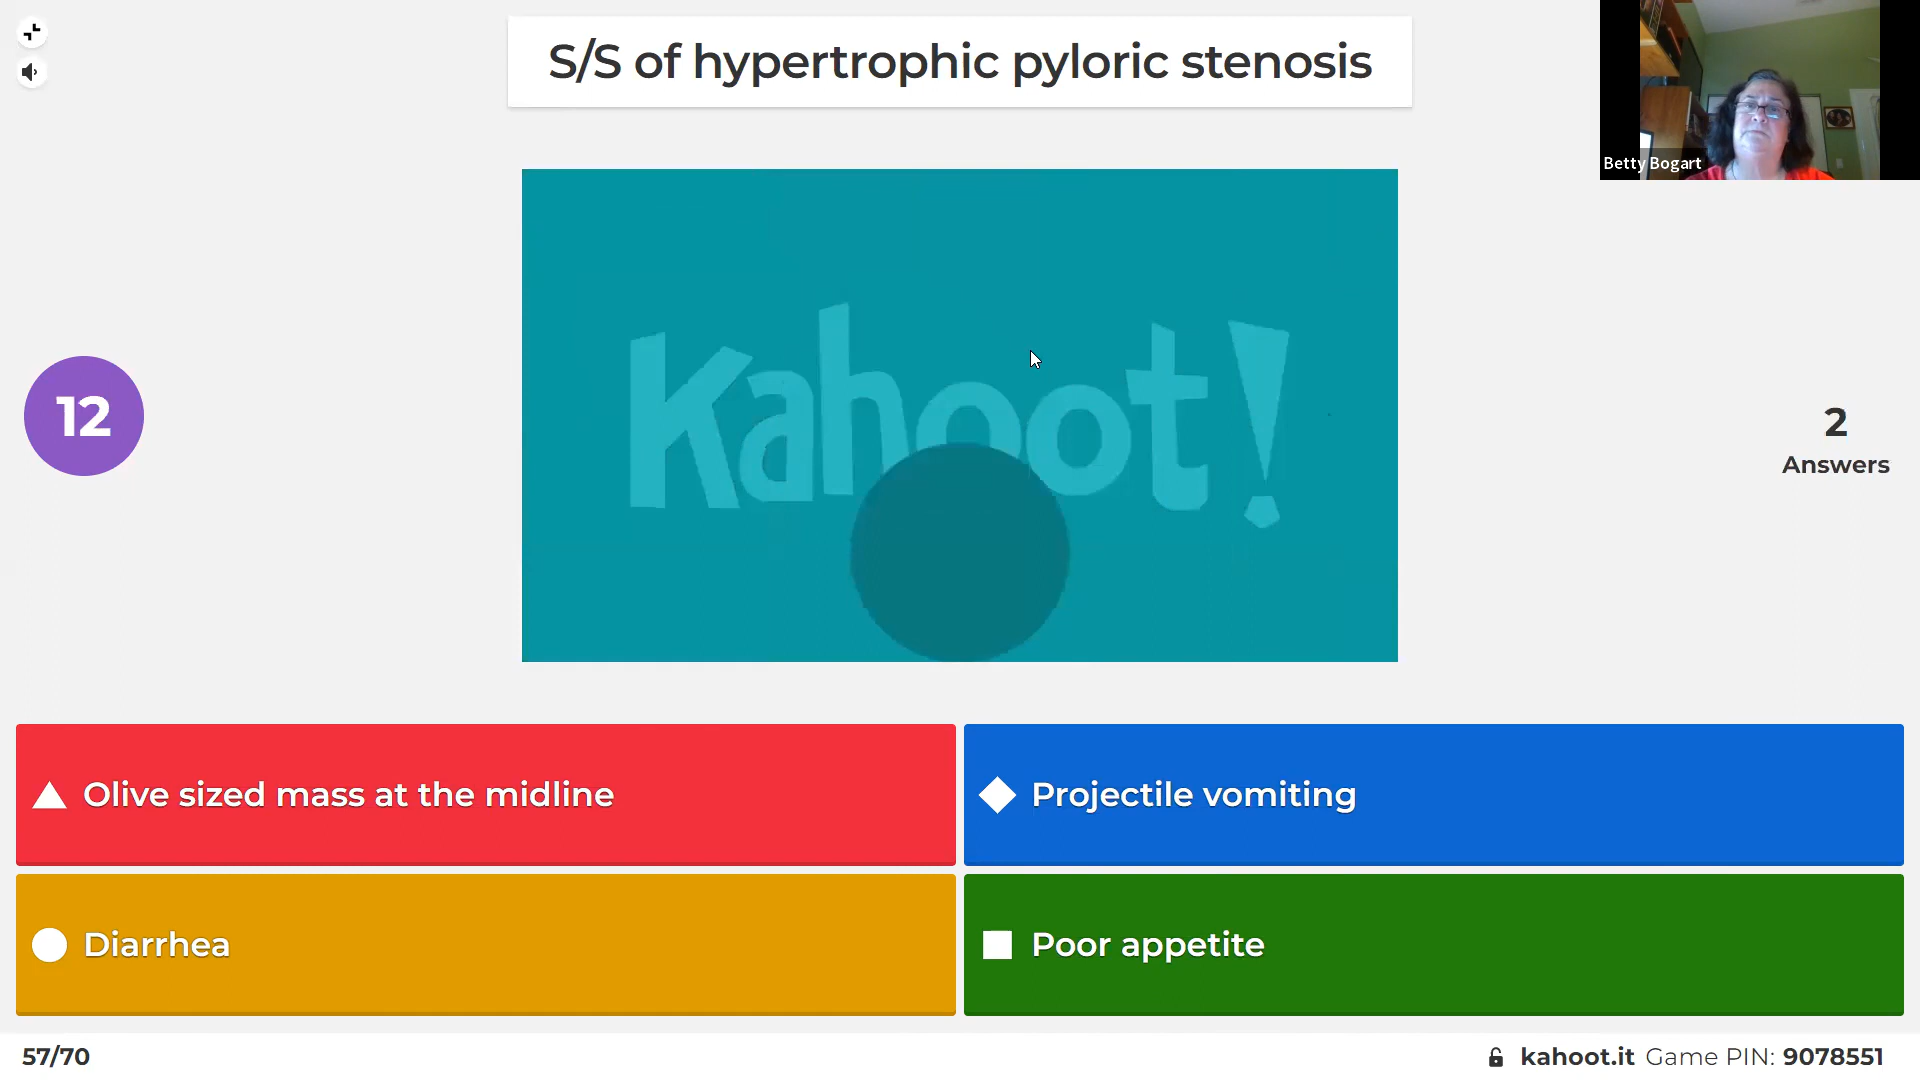 S/S of hypertrophic pyloric stenosis
Betty Bogart
Kahoot!
12
2
Answers
Olive sized mass at the midline
Projectile vomiting
Diarrhea
Poor appetite
57/70
kahoot.it Game PIN: 9078551